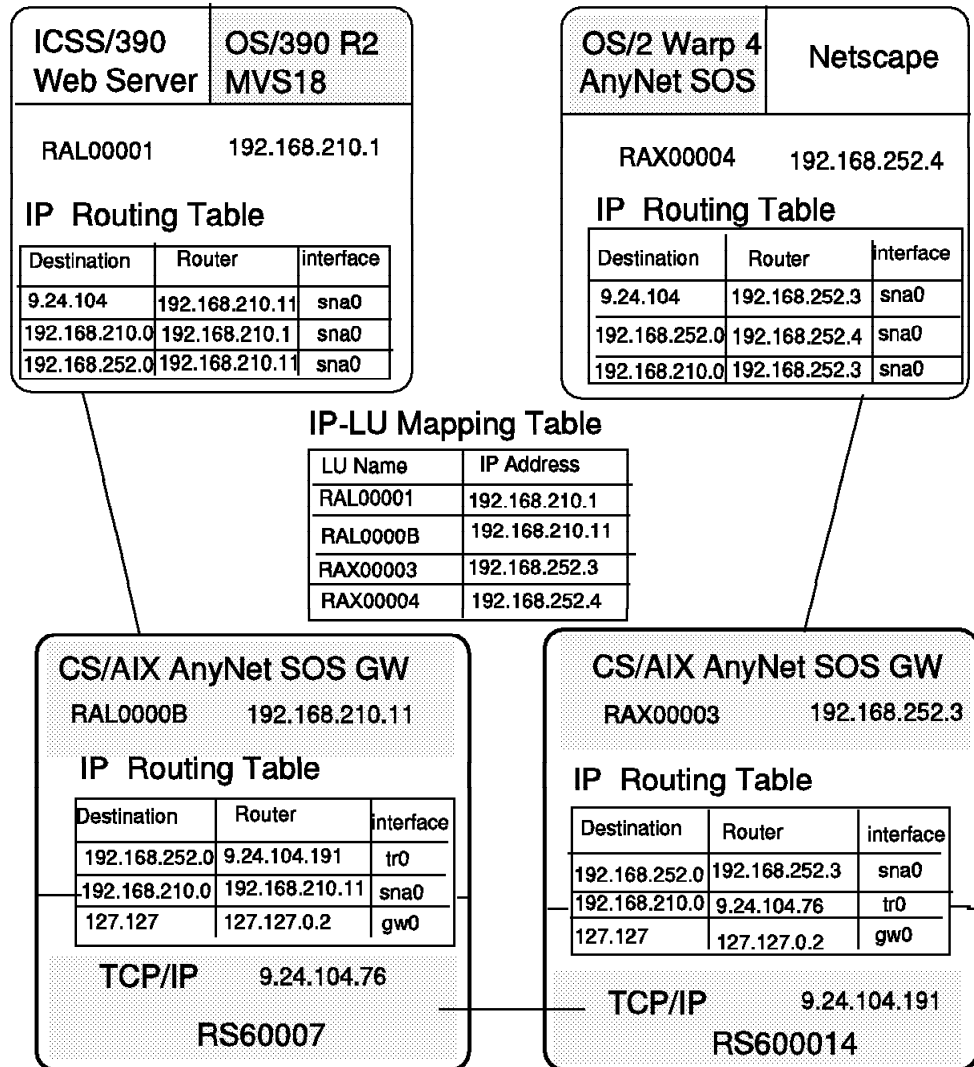 ICSS/390 OS/390 R2
Web Server MVS18
RAL00001 192.168.210.1
IP Routing Table
Destination Router interface
9.24.104 192.168.210.11 sna0
192.168.210.0 192.168.210.1 sna0
192.168.252.0 192.168.210.11 sna0
OS/2 Warp 4
AnyNet SOS
Netscape
RAX00004 192.168.252.4
IP Routing Table
Destination Router interface
9.24.104 192.168.252.3 sna0
192.168.252.0 192.168.252.4 sna0
192.168.210.0 192.168.252.3 sna0
IP-LU Mapping Table
LU Name IP Address
RAL00001 192.168.210.1
RAL0000B 192.168.210.11
RAX00003 192.168.252.3
RAX00004 192.168.252.4
CS/AIX AnyNet SOS GW
RAL0000B 192.168.210.11
IP Routing Table
Destination Router interface
192.168.252.0 9.24.104.191 tr0
192.168.210.0 192.168.210.11 sna0
127.127 127.127.0.2 gw0
TCP/IP 9.24.104.76
RS60007
CS/AIX AnyNet SOS GW
RAX00003 192.168.252.3
IP Routing Table
Destination Router interface
192.168.252.0 192.168.252.3 sna0
192.168.210.0 9.24.104.76 tr0
127.127 127.127.0.2 gw0
TCP/IP 9.24.104.191
RS600014